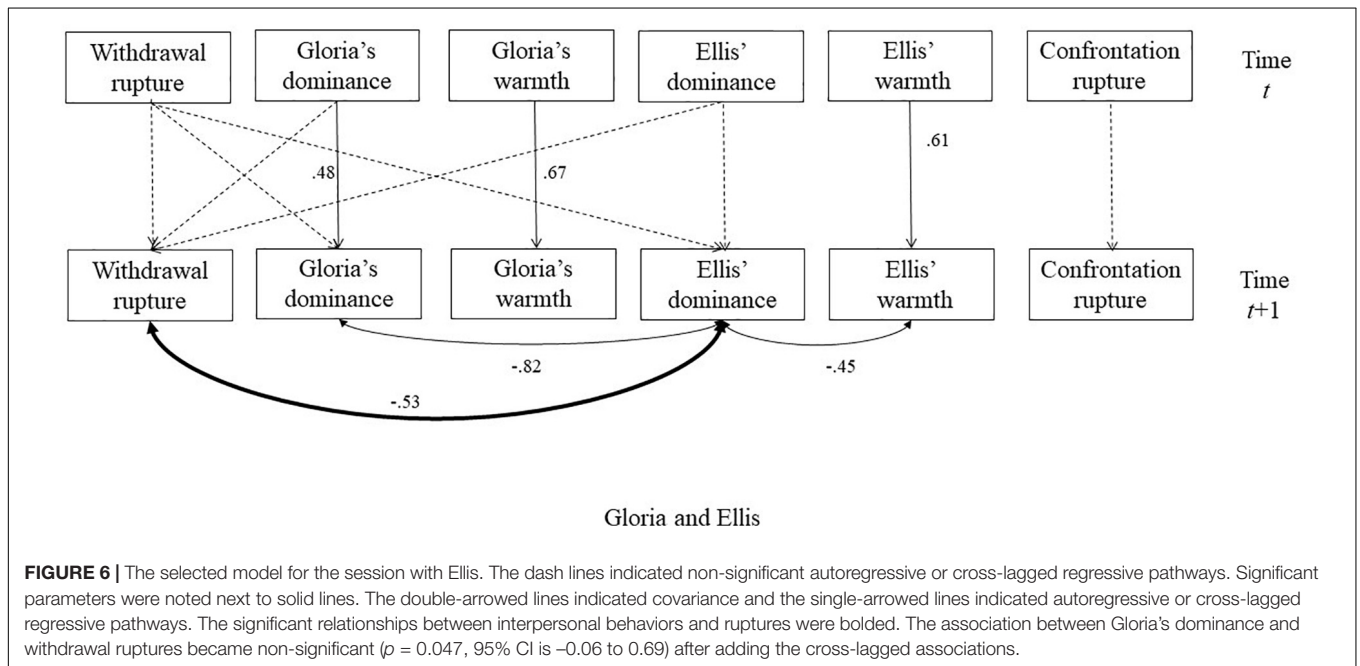 Withdrawal
rupture
Gloria's
dominance
Gloria's
warmth
Ellis'
dominance
Ellis'
warmth
Confrontation
rupture
Time
t
.48
.67
.61
Withdrawal
rupture
Gloria's
dominance
Gloria's
warmth
Ellis'
dominance
Ellis'
warmth
Confrontation
rupture
Time
t+1
-.82
-.45
-.53
Gloria and Ellis
FIGURE 6 | The selected model for the session with Ellis. The dash lines indicated non-significant autoregressive or cross-lagged regressive pathways. Significant
parameters were noted next to solid lines. The double-arrowed lines indicated covariance and the single-arrowed lines indicated autoregressive or cross-lagged
regressive pathways. The significant relationships between interpersonal behaviors and ruptures were bolded. The association between Gloria's dominance and
withdrawal ruptures became non-significant (p = 0.047, 95% CI is –0.06 to 0.69) after adding the cross-lagged associations.